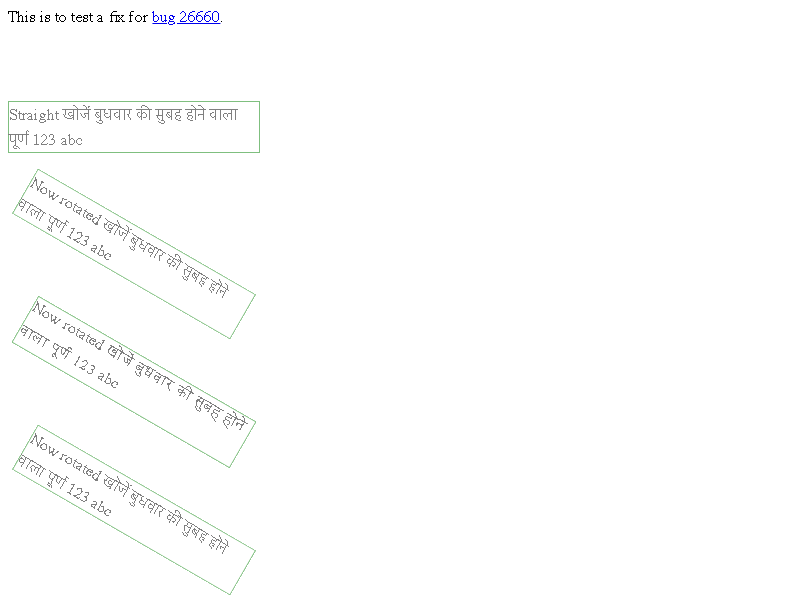 This is to test a fix for bug 26660.
Straight खोजें बुधवार की सुबह होने वाला
पूर्ण 123 abc
Now rotated खोजें बुधवार की सुबह होने
वाला पूर्ण 123 abc
Now rotated खोजें बुधवार की सुबह होने
वाला पूर्ण 123 abc
Now rotated खोजें बुधवार की सुबह होने
वाला पूर्ण 123 abc